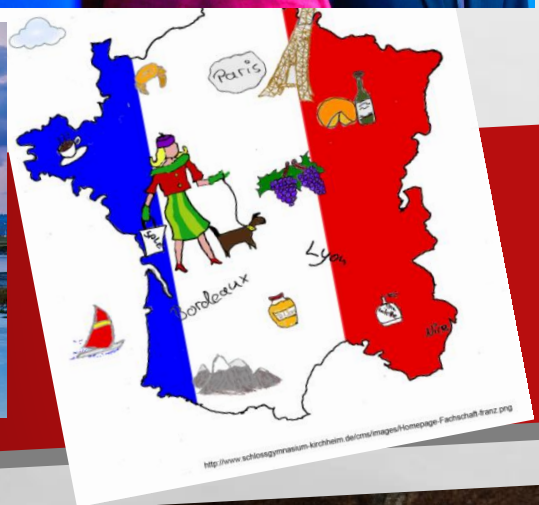 Paris
Lyon
Bordeaux
http://www.schlossgymnasium-kirchheim.de/cms/images/Homepage-Fachschaft-franz.png